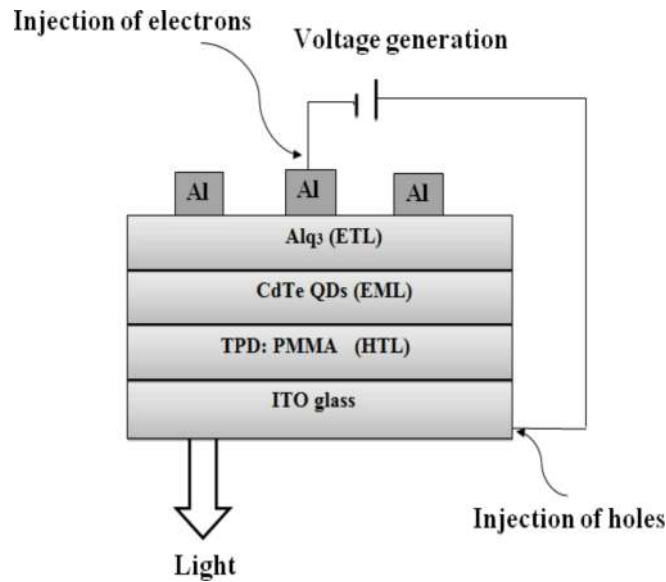 Injection of electrons
Voltage generation
Al
Al
Al
Alq3 (ETL)
CdTe QDs (EML)
TPD: PMMA (HTL)
ITO glass
Injection of holes
Light